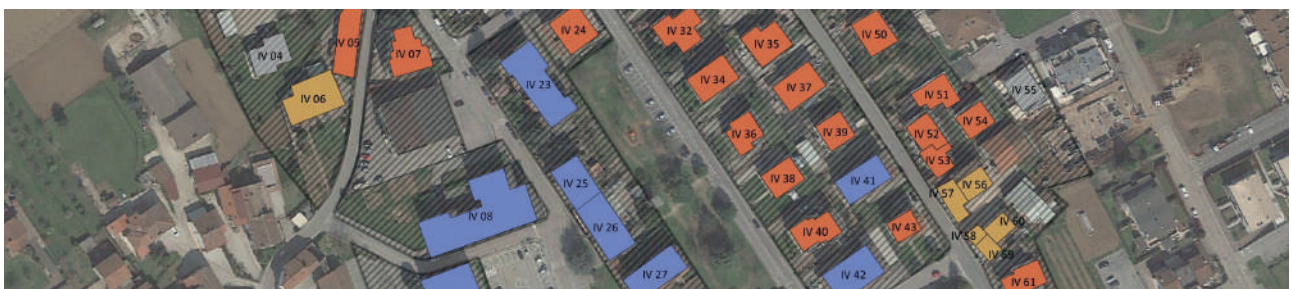 IV 04
IV 05
IV 07
IV 06
IV 08
IV 24
IV 23
IV 25
IV 26
IV 27
IV 32
IV 35
IV 34
IV 37
IV 36
IV 39
IV 38
IV 41
IV 40
IV 43
IV 42
IV 50
IV 51
IV 55
IV 54
IV 52
IV 53
IV 56
IV 57
IV 60
IV 58
IV 59
IV 61